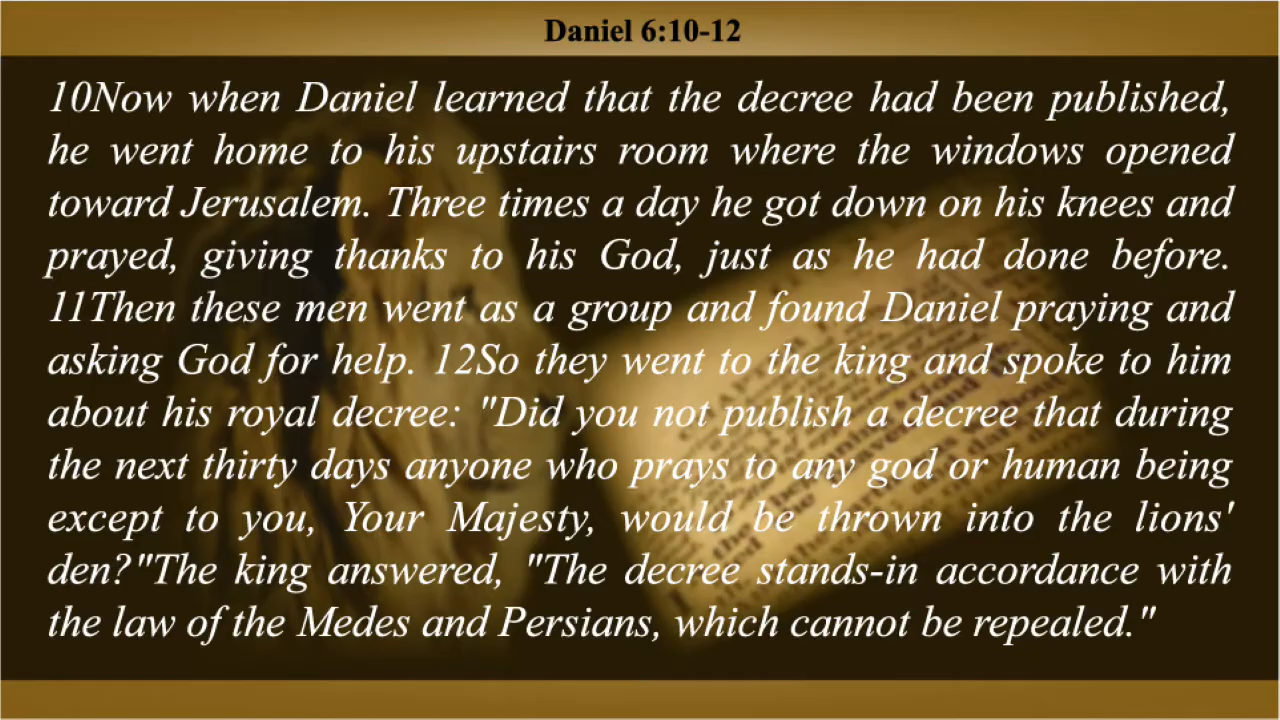 Daniel 6:10-12
10Now when Daniel learned that the decree had been published,
he went home to his upstairs room where the windows opened
toward Jerusalem. Three times a day he got down on his knees and
prayed, giving thanks to his God, just as he had done before.
11Then these men went as a group and found Daniel praying and
asking God for help. 12So they went to the king and spoke to him
about his royal decree: "Did you not publish a decree that during
the next thirty days anyone who prays to any god or human being
except to you, Your Majesty, would be thrown into the lions'
den?"The king answered, "The decree stands-in accordance with
the law of the Medes and Persians, which cannot be repealed."